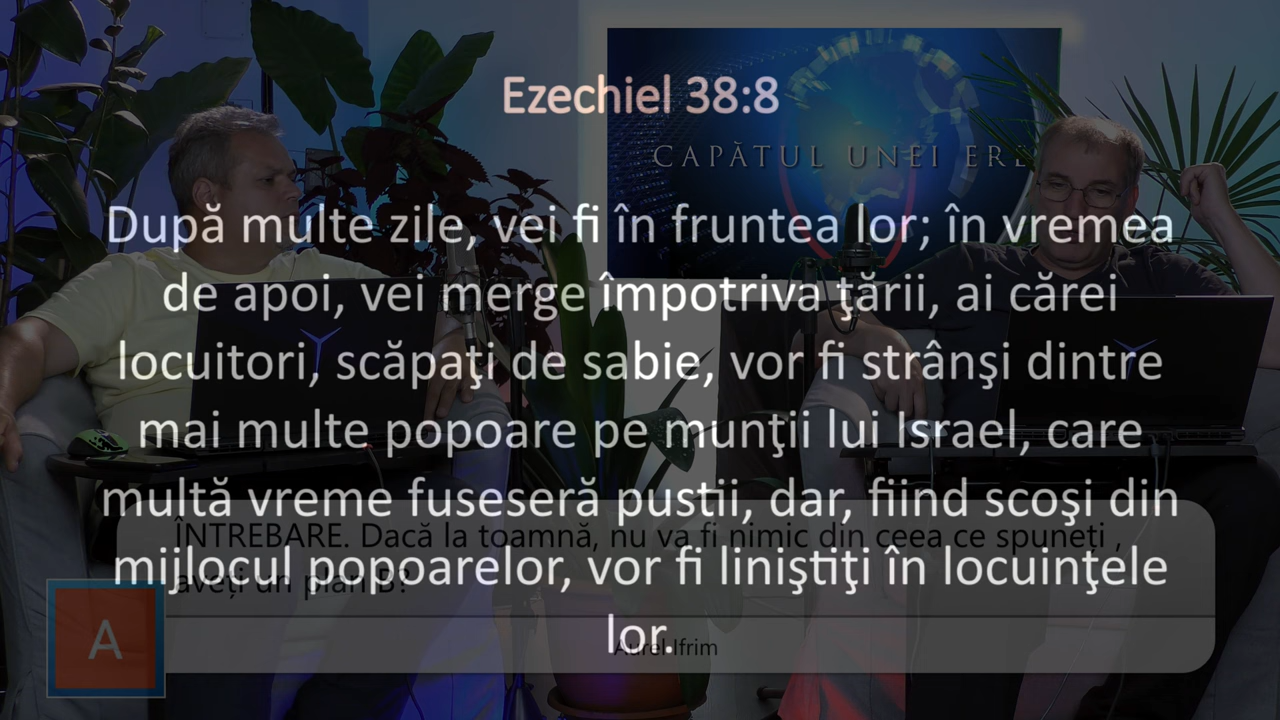 Ezechiel 38:8
CAPĂTUL UNEI ERE
După multe zile, vei fi în fruntea lor; în vremea
de apoi, vei merge împotriva ţării, ai cărei
locuitori, scăpaţi de sabie, vor fi strânşi dintre
mai multe popoare pe munţii lui Israel, care
multă vreme fuseseră pustii, dar, fiind scoşi din
mijlocul popoarelor, vor fi liniştiţi în locuinţele
lor.
ÎNTREBARE. Dacă la toamnă, nu va fi nimic din ceea ce spuneți ,
aveți un plan B?
A
Aurel Ifrim